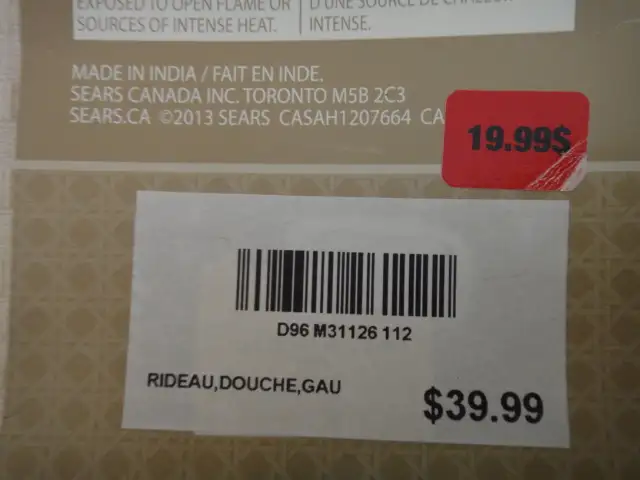 EXPOSED TO OPEN FLAME OR
SOURCES OF INTENSE HEAT.
D'UNE SOURCE DE CHALEUR
INTENSE.
MADE IN INDIA / FAIT EN INDE.
SEARS CANADA INC. TORONTO M5B 2C3
SEARS.CA ©2013 SEARS CASAH1207664 CA
19.99$
D96 M31126 112
RIDEAU,DOUCHE,GAU
$39.99